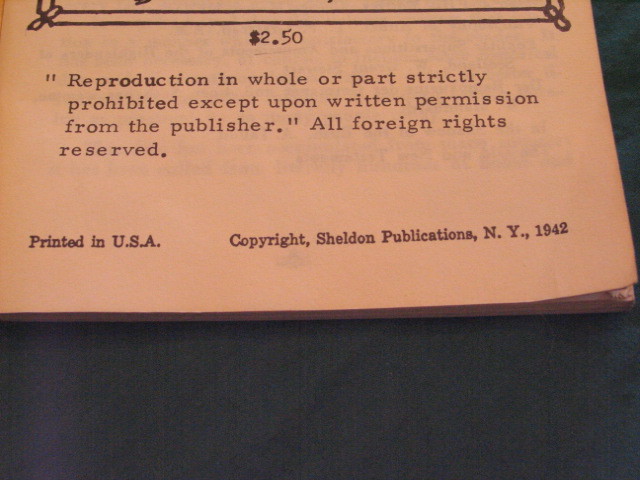 $2.50
" Reproduction in whole or part strictly
prohibited except upon written permission
from the publisher." All foreign rights
reserved.
Printed in U.S.A. Copyright, Sheldon Publications, N. Y., 1942